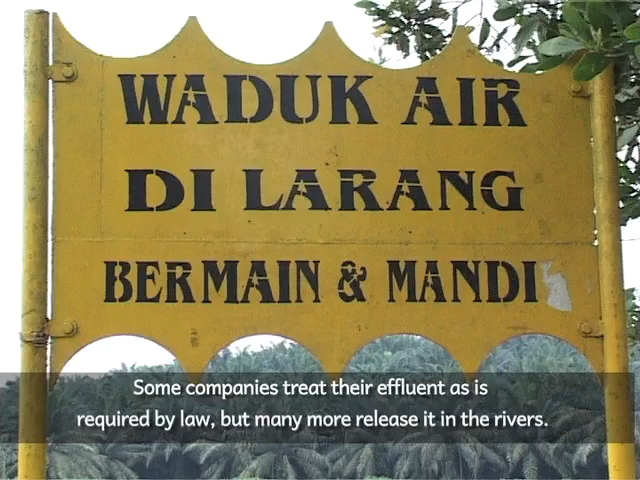 WADUK AIR
DI LARANG
BERMAIN & MANDI
Some companies treat their effluent as is
required by law, but many more release it in the rivers.